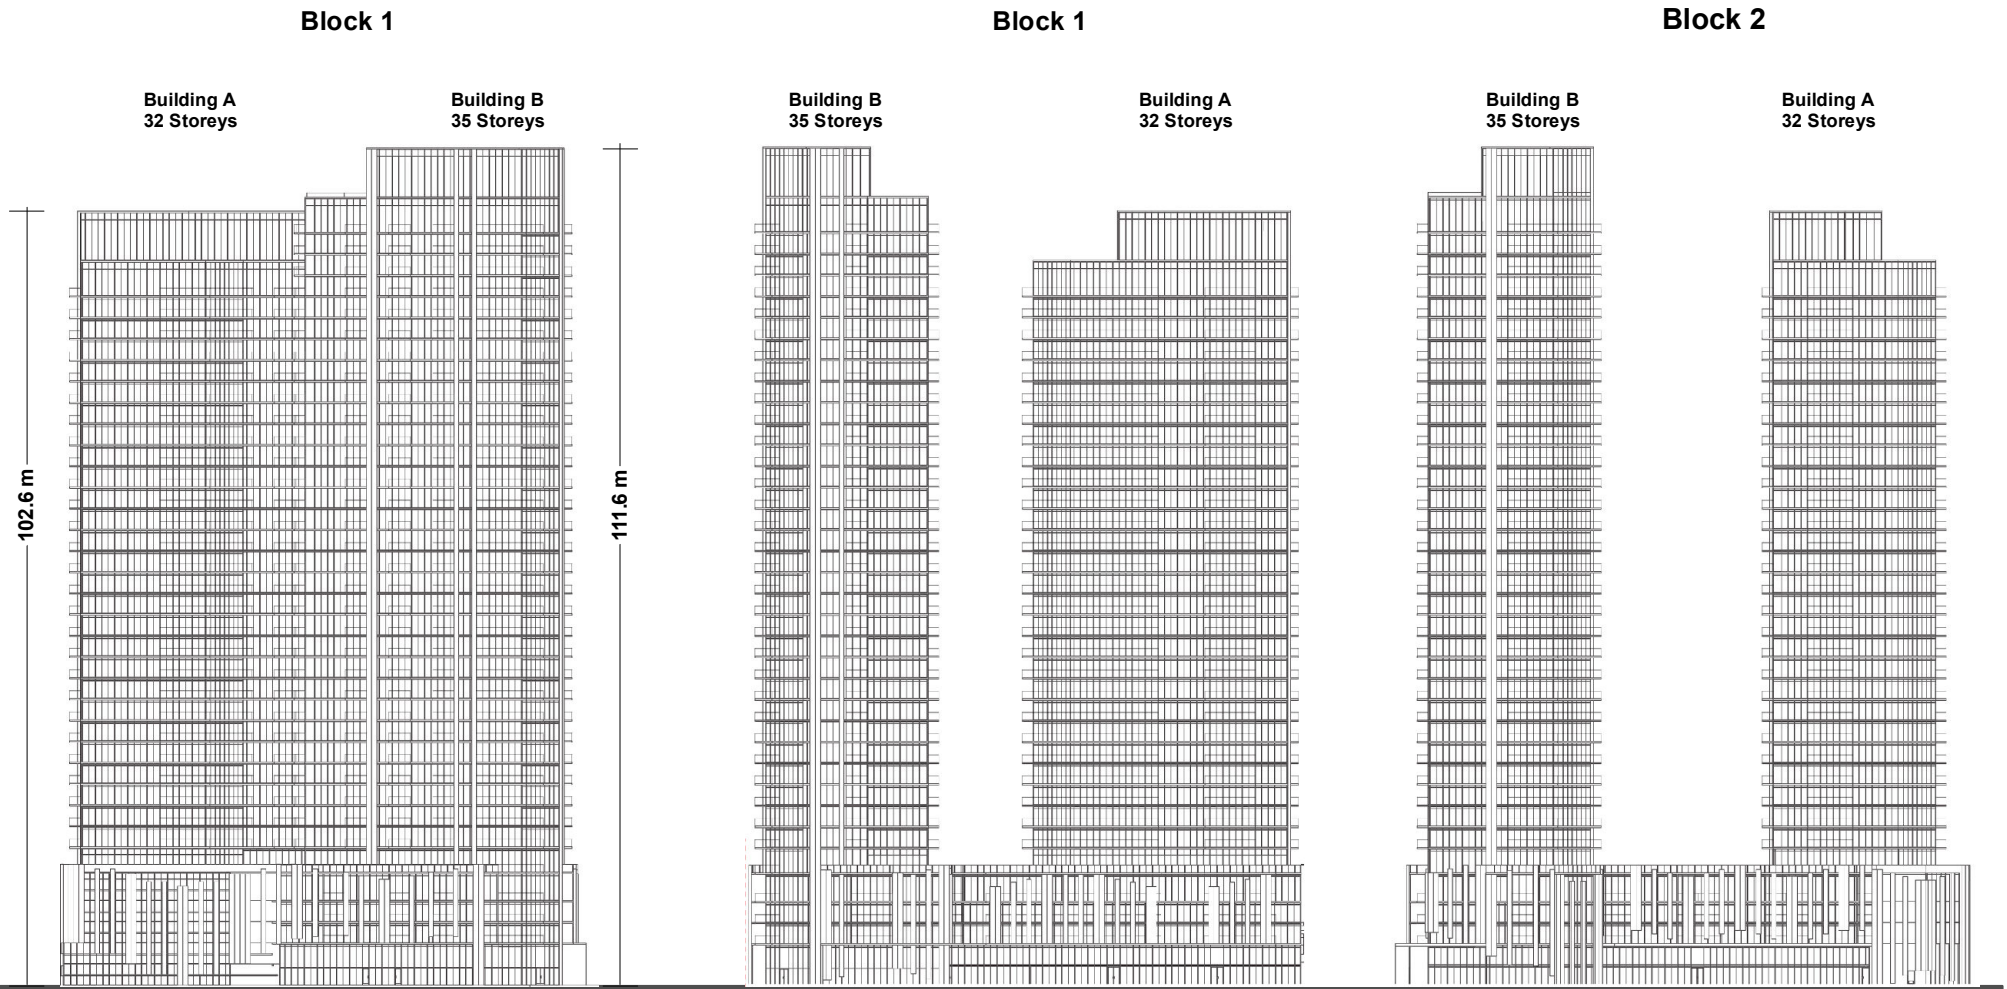 Block 1
Block 1
Block 2
Building A
32 Storeys
Building B
35 Storeys
Building B
35 Storeys
Building A
32 Storeys
Building B
35 Storeys
Building A
32 Storeys
102.6 m
111.6 m